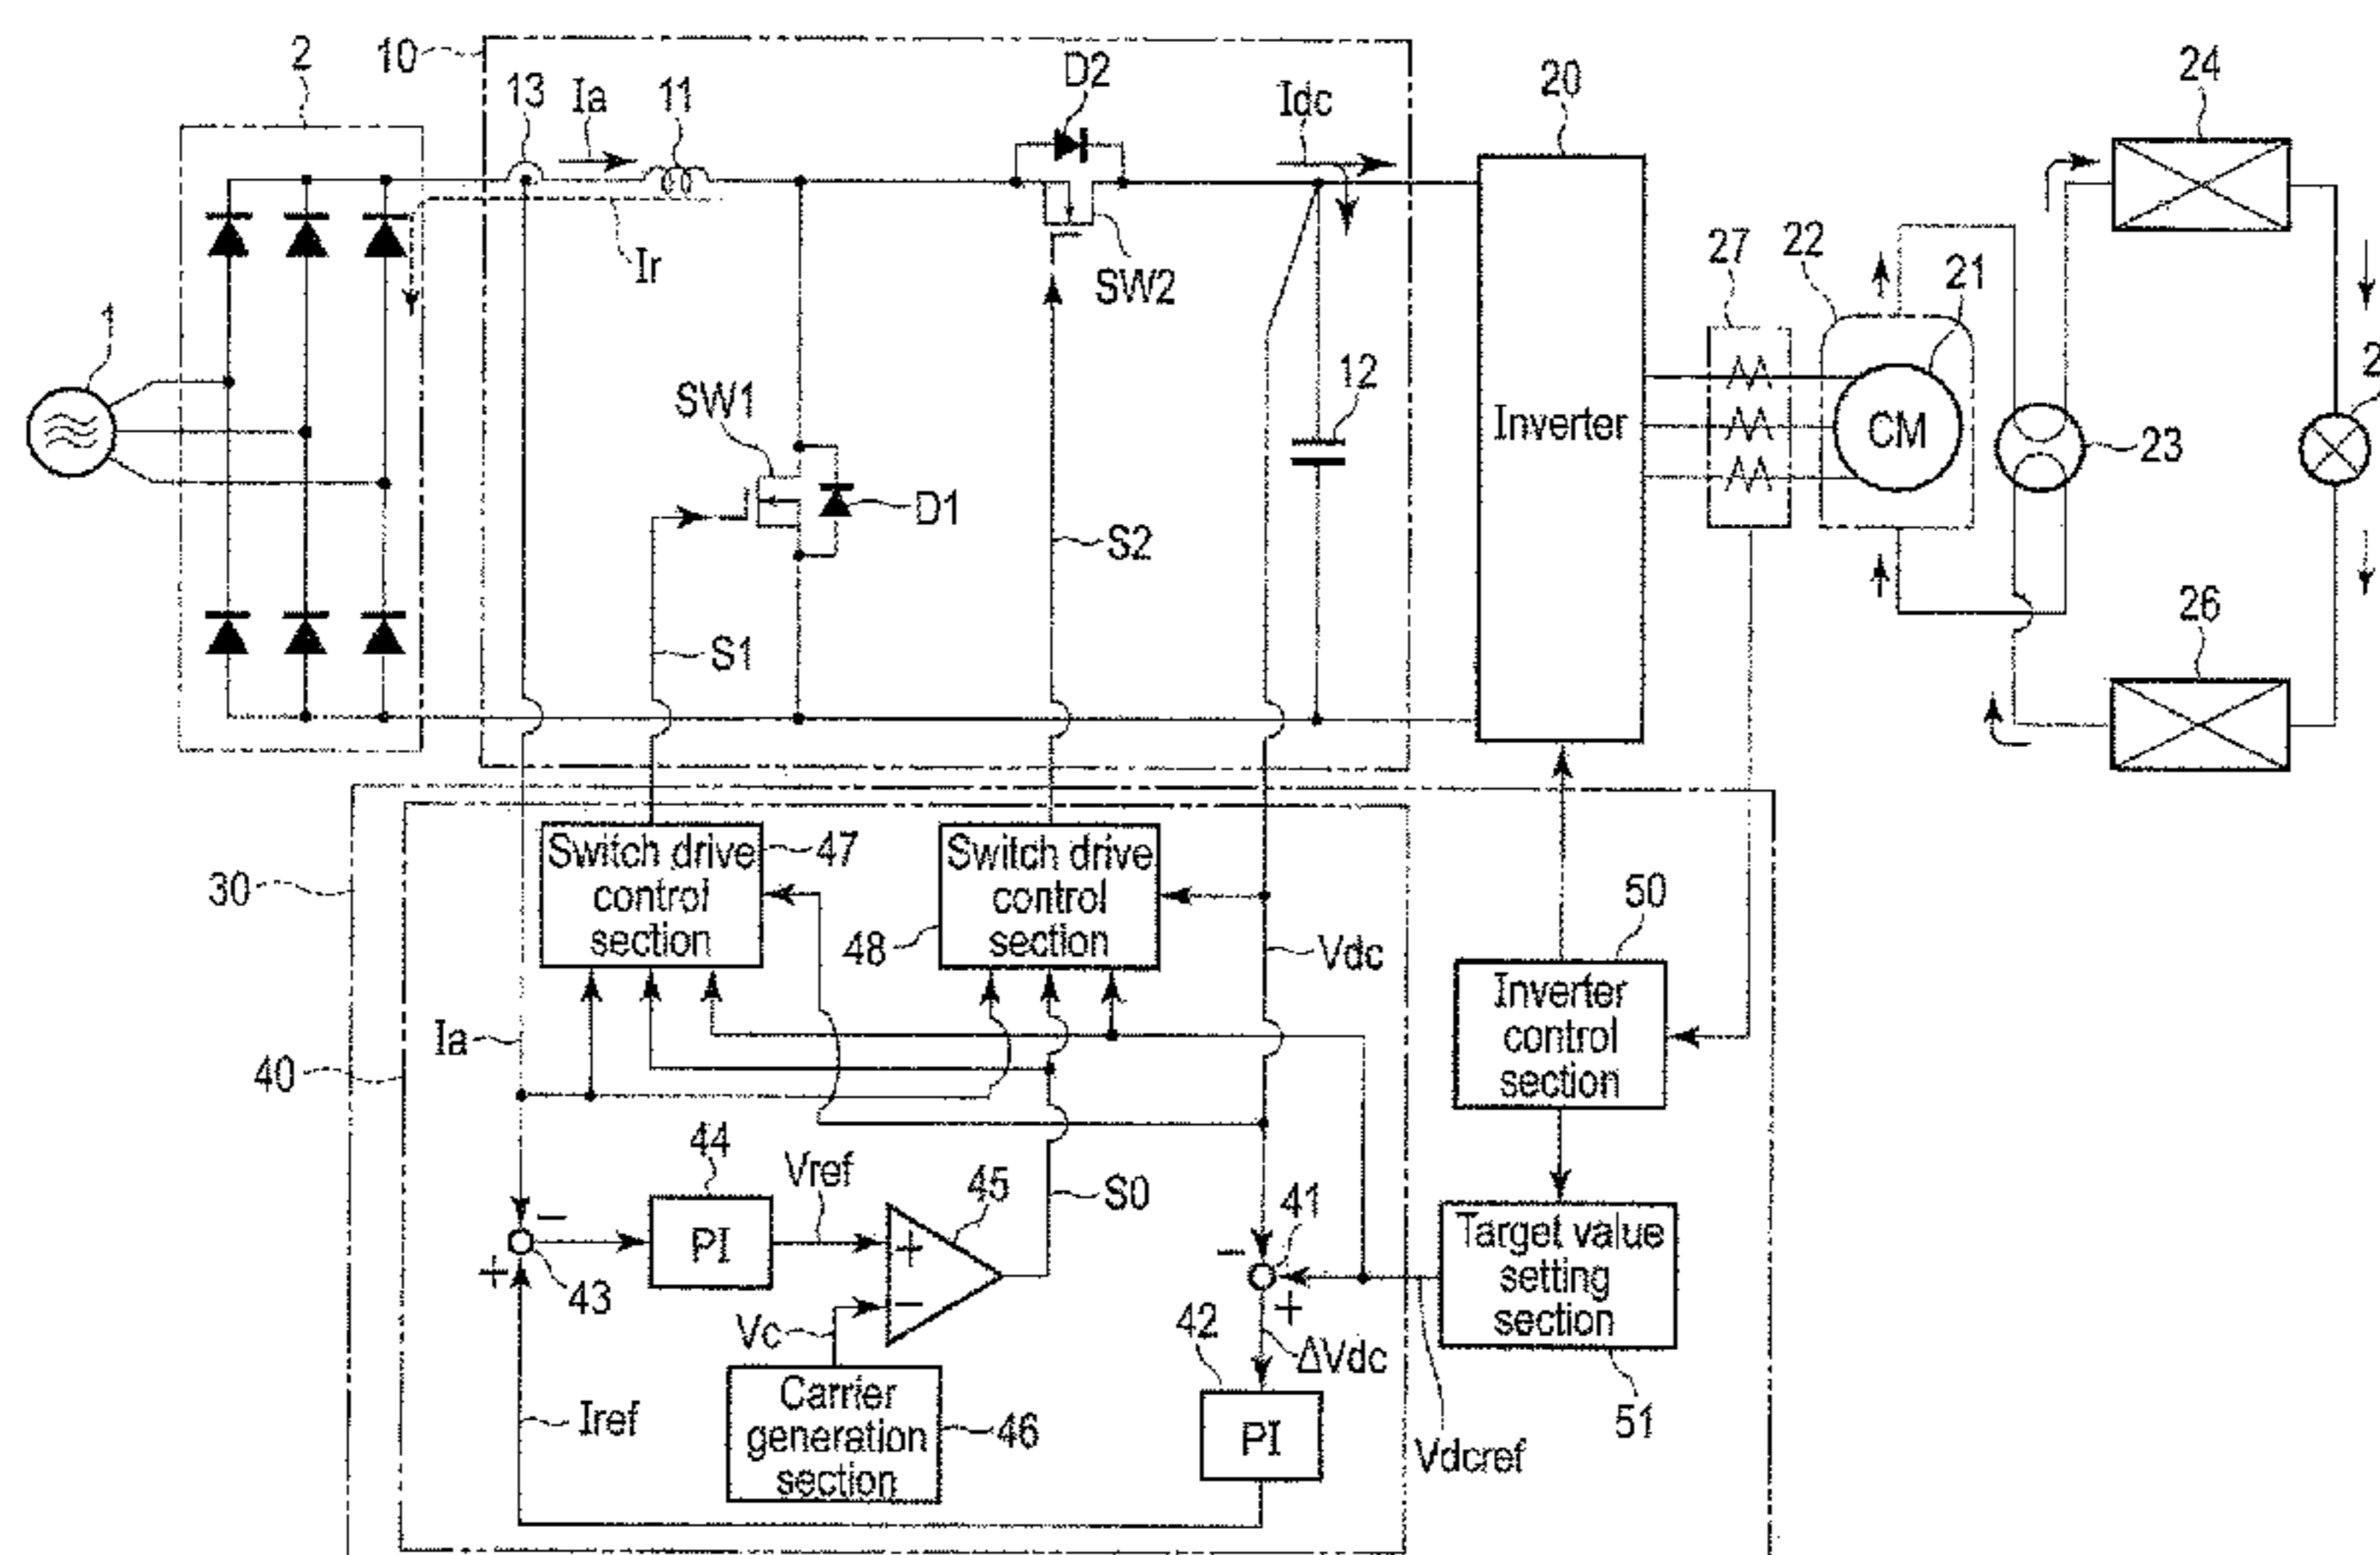 2
10
13
Ia
11
D2
Idc
20
24
Ir
SW2
27
22
21
1
SW1
12
Inverter
CM
23
D1
S2
S1
26
Switch drive
control
section
47
Switch drive
control
section
48
30
Vdc
50
Inverter
control
section
Ia
40
44
Vref
45
S0
41
PI
+
−
−
+
43
−
+
Target value
setting
section
Vc
42
ΔVdc
51
Carrier
generation
section
46
Iref
PI
Vdcref